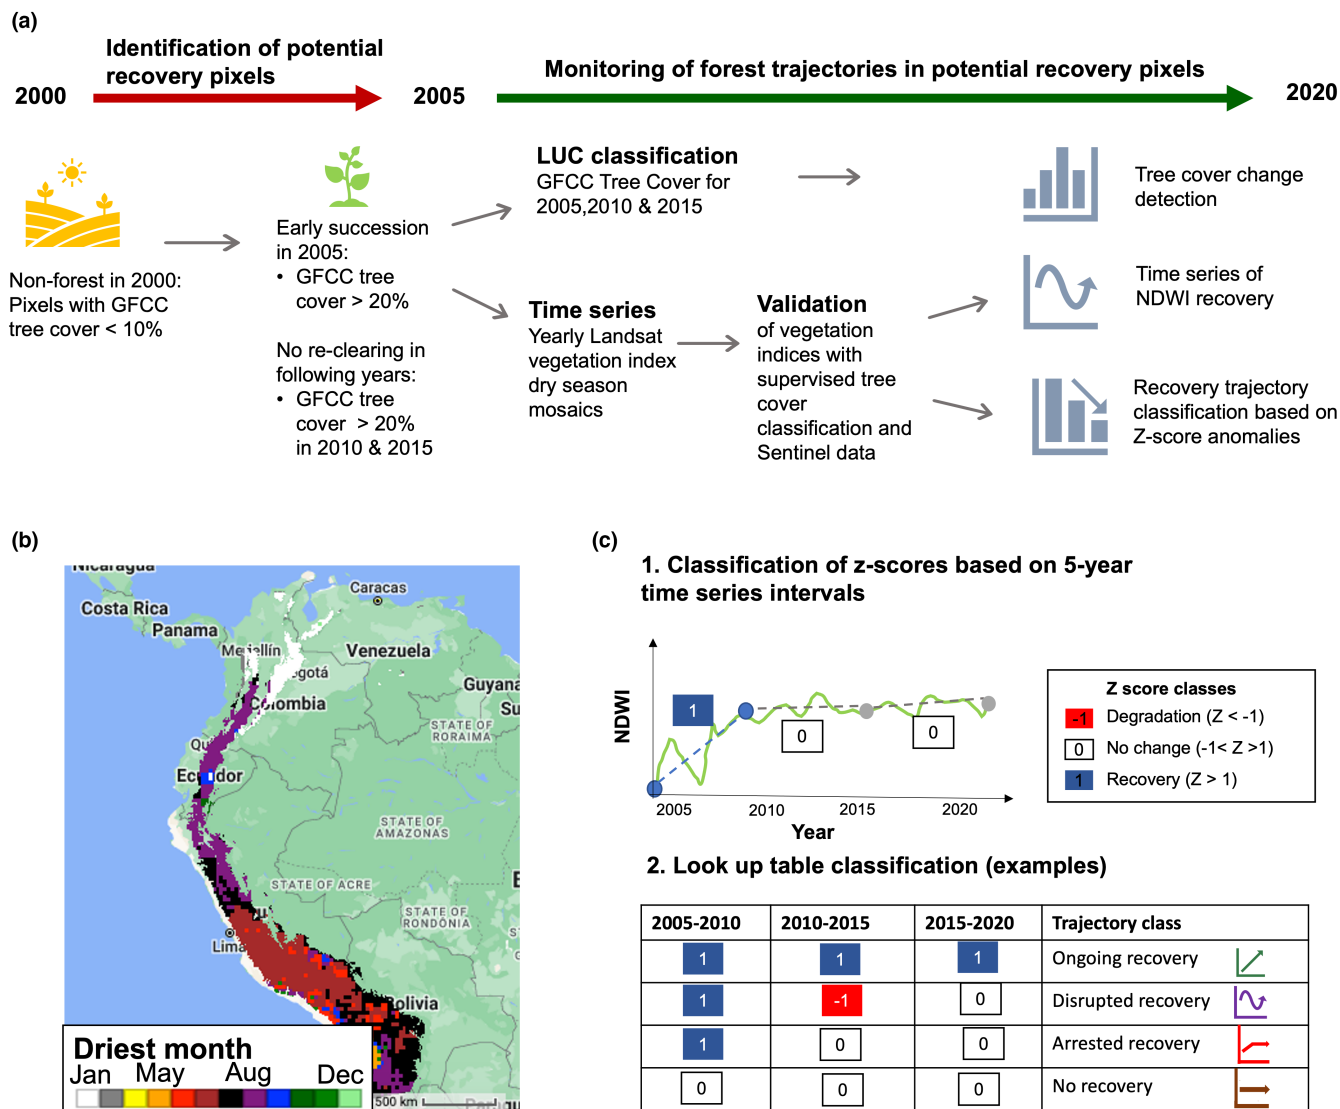 (a)
Identification of potential
recovery pixels
Monitoring of forest trajectories in potential recovery pixels
2000
2005
2020
Non-forest in 2000:
Pixels with GFCC
tree cover < 10%
Early succession
in 2005:
• GFCC tree
cover > 20%
No re-clearing in
following years:
• GFCC tree
cover > 20%
in 2010 & 2015
LUC classification
GFCC Tree Cover for
2005,2010 & 2015
Time series
Yearly Landsat
vegetation index
dry season
mosaics
Validation
of vegetation
indices with
supervised tree
cover
classification and
Sentinel data
Tree cover change
detection
Time series of
NDWI recovery
Recovery trajectory
classification based on
Z-score anomalies
(b)
Nicaragua
Costa Rica
Panama
Caracas
Medellín
Venezuela
gotá
Guyana
Colombia
Su
STATE OF
RORAIMA
Qu
Ecuador
STATE OF
AMAZONAS
STATE OF ACRE
STATE OF
RONDÔNIA
Lima
Bolivia
Driest month
Jan May Aug Dec
500 km
(c)
1. Classification of z-scores based on 5-year
time series intervals
NDWI
1
0
0
2005 2010 2015 2020
Year
Z score classes
-1 Degradation (Z < -1)
0 No change (-1< Z >1)
1 Recovery (Z > 1)
2. Look up table classification (examples)
2005-2010 2010-2015 2015-2020 Trajectory class
1 1 1 Ongoing recovery
1 -1 0 Disrupted recovery
1 0 0 Arrested recovery
0 0 0 No recovery